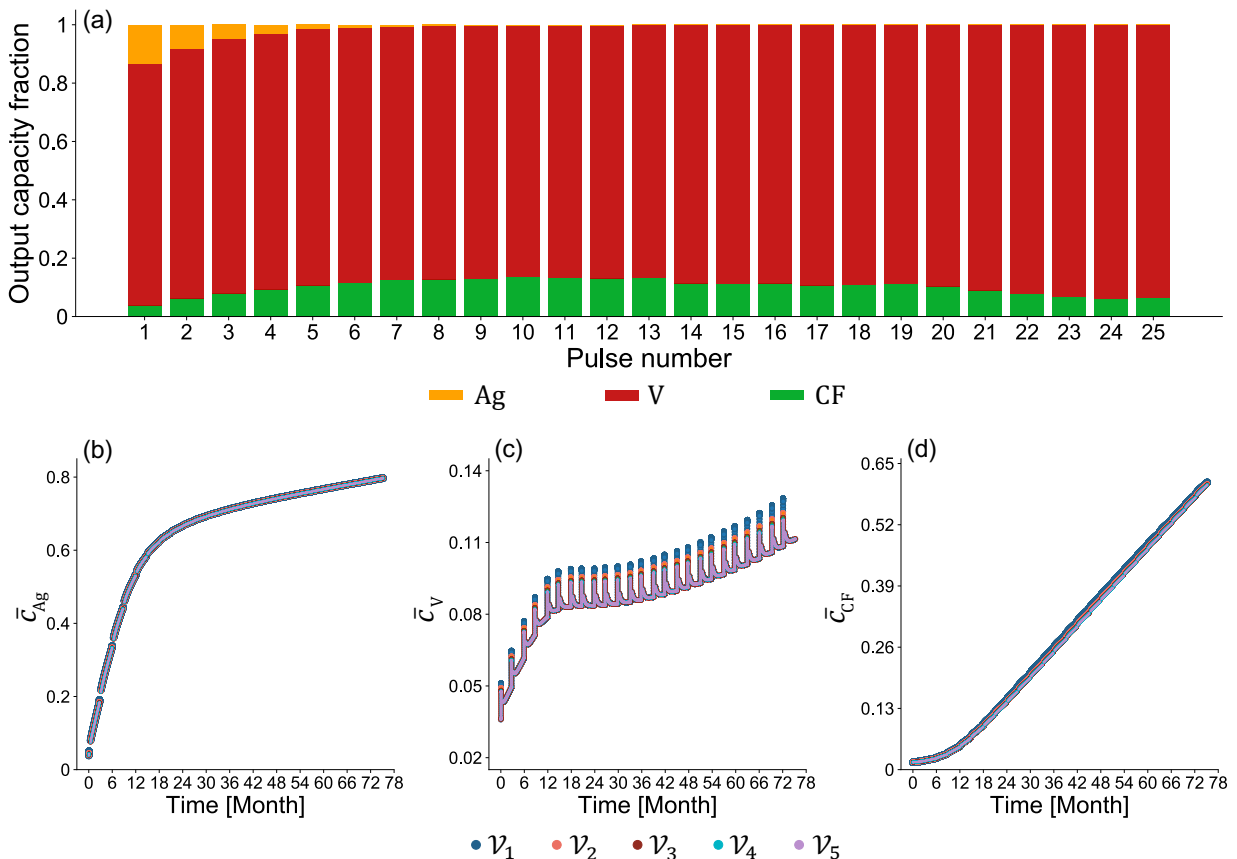 (a)
Output capacity fraction
1
0.8
0.6
0.4
0.2
0
1 2 3 4 5 6 7 8 9 10 11 12 13 14 15 16 17 18 19 20 21 22 23 24 25
Pulse number
Ag V CF
(b)
c̄_Ag
0.8
0.6
0.4
0.2
0
0 6 12 18 24 30 36 42 48 54 60 66 72 78
Time [Month]
(c)
c̄_V
0.14
0.11
0.08
0.05
0.02
0 6 12 18 24 30 36 42 48 54 60 66 72 78
Time [Month]
(d)
c̄_CF
0.65
0.52
0.39
0.26
0.13
0
0 6 12 18 24 30 36 42 48 54 60 66 72 78
Time [Month]
𝒱₁ 𝒱₂ 𝒱₃ 𝒱₄ 𝒱₅